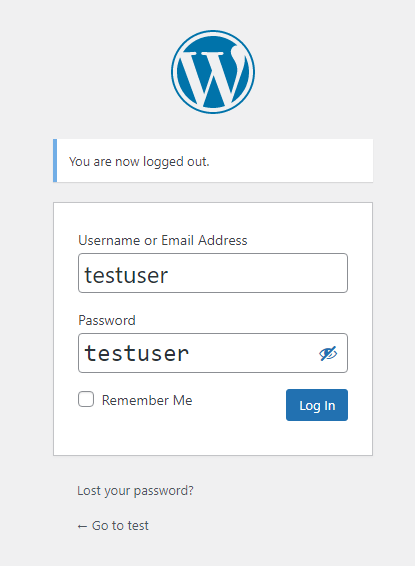 You are now logged out.
Username or Email Address
testuser
Password
testuser
Remember Me
Log In
Lost your password?
← Go to test